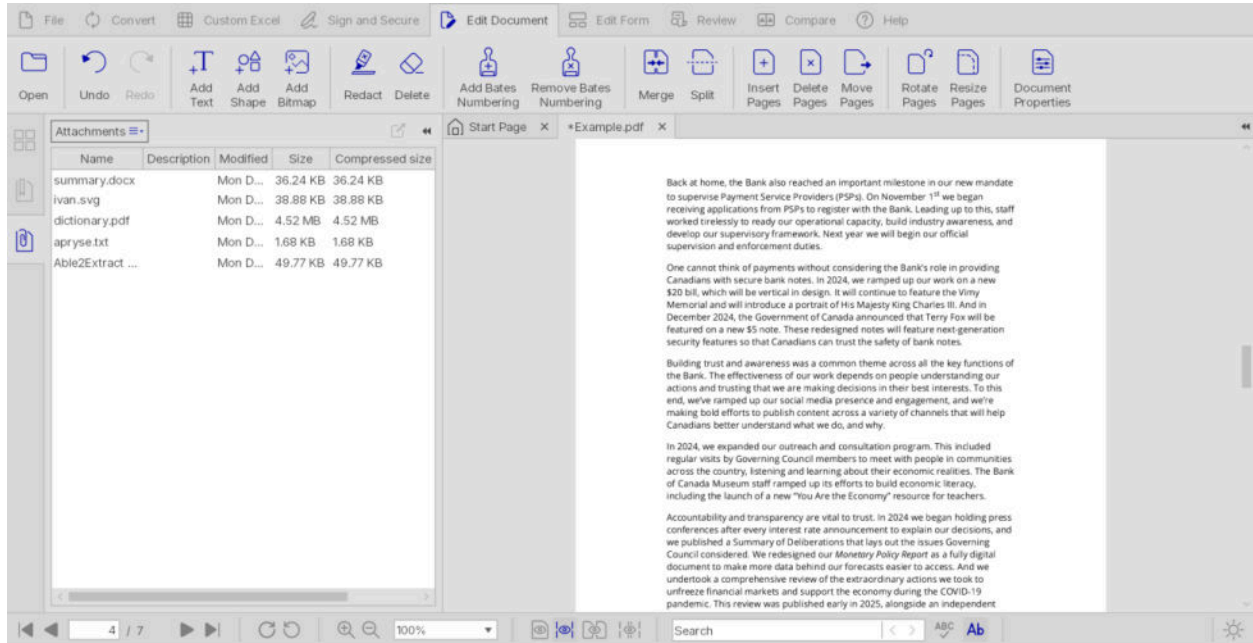 File Convert Custom Excel Sign and Secure Edit Document Edit Form Review Compare Help
Open Undo Redo Add Text Add Shape Add Bitmap Redact Delete Add Bates Numbering Remove Bates Numbering Merge Split Insert Pages Delete Pages Move Pages Rotate Pages Resize Pages Document Properties
Attachments
Name Description Modified Size Compressed size
summary.docx Mon D... 36.24 KB 36.24 KB
ivan.svg Mon D... 38.88 KB 38.88 KB
dictionary.pdf Mon D... 4.52 MB 4.52 MB
apryse.txt Mon D... 1.68 KB 1.68 KB
Able2Extract ... Mon D... 49.77 KB 49.77 KB
Start Page × *Example.pdf ×
Back at home, the Bank also reached an important milestone in our new mandate
to supervise Payment Service Providers (PSPs). On November 1st we began
receiving applications from PSPs to register with the Bank. Leading up to this, staff
worked tirelessly to ready our operational capacity, build industry awareness, and
develop our supervisory framework. Next year we will begin our official
supervision and enforcement duties.
One cannot think of payments without considering the Bank's role in providing
Canadians with secure bank notes. In 2024, we ramped up our work on a new
$20 bill, which will be vertical in design. It will continue to feature the Vimy
Memorial and will introduce a portrait of His Majesty King Charles III. And in
December 2024, the Government of Canada announced that Terry Fox will be
featured on a new $5 note. These redesigned notes will feature next-generation
security features so that Canadians can trust the safety of bank notes.
Building trust and awareness was a common theme across all the key functions of
the Bank. The effectiveness of our work depends on people understanding our
actions and trusting that we are making decisions in their best interests. To this
end, we've ramped up our social media presence and engagement, and we're
making bold efforts to publish content across a variety of channels that will help
Canadians better understand what we do, and why.
In 2024, we expanded our outreach and consultation program. This included
regular visits by Governing Council members to meet with people in communities
across the country, listening and learning about their economic realities. The Bank
of Canada Museum staff ramped up its efforts to build economic literacy,
including the launch of a new "You Are the Economy" resource for teachers.
Accountability and transparency are vital to trust. In 2024 we began holding press
conferences after every interest rate announcement to explain our decisions, and
we published a Summary of Deliberations that lays out the issues Governing
Council considered. We redesigned our Monetary Policy Report as a fully digital
document to make more data behind our forecasts easier to access. And we
undertook a comprehensive review of the extraordinary actions we took to
unfreeze financial markets and support the economy during the COVID-19
pandemic. This review was published early in 2025, alongside an independent
4 / 7 100% Search ABC Ab